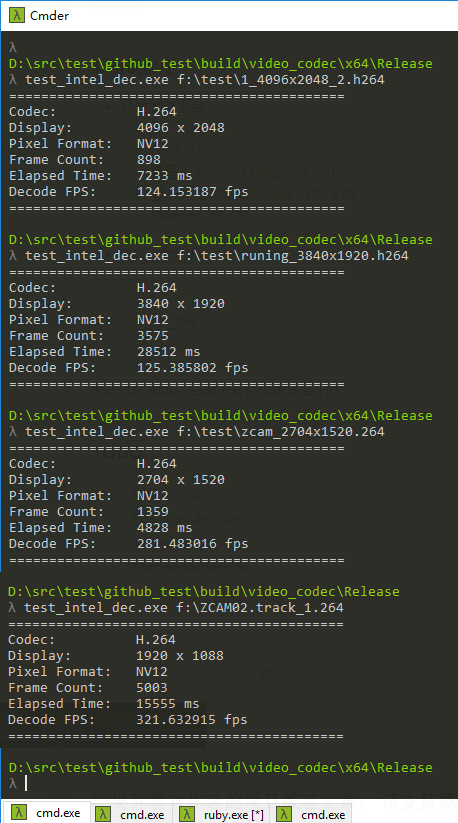 Cmder
λ
D:\src\test\github_test\build\video_codec\x64\Release
λ test_intel_dec.exe f:\test\1_4096x2048_2.h264
==========================================
Codec: H.264
Display: 4096 x 2048
Pixel Format: NV12
Frame Count: 898
Elapsed Time: 7233 ms
Decode FPS: 124.153187 fps
==========================================
D:\src\test\github_test\build\video_codec\x64\Release
λ test_intel_dec.exe f:\test\runing_3840x1920.h264
==========================================
Codec: H.264
Display: 3840 x 1920
Pixel Format: NV12
Frame Count: 3575
Elapsed Time: 28512 ms
Decode FPS: 125.385802 fps
==========================================
D:\src\test\github_test\build\video_codec\x64\Release
λ test_intel_dec.exe f:\test\zcam_2704x1520.264
==========================================
Codec: H.264
Display: 2704 x 1520
Pixel Format: NV12
Frame Count: 1359
Elapsed Time: 4828 ms
Decode FPS: 281.483016 fps
==========================================
D:\src\test\github_test\build\video_codec\Release
λ test_intel_dec.exe f:\ZCAM02.track_1.264
==========================================
Codec: H.264
Display: 1920 x 1088
Pixel Format: NV12
Frame Count: 5003
Elapsed Time: 15555 ms
Decode FPS: 321.632915 fps
==========================================
D:\src\test\github_test\build\video_codec\x64\Release
λ
cmd.exe cmd.exe ruby.exe [*] cmd.exe